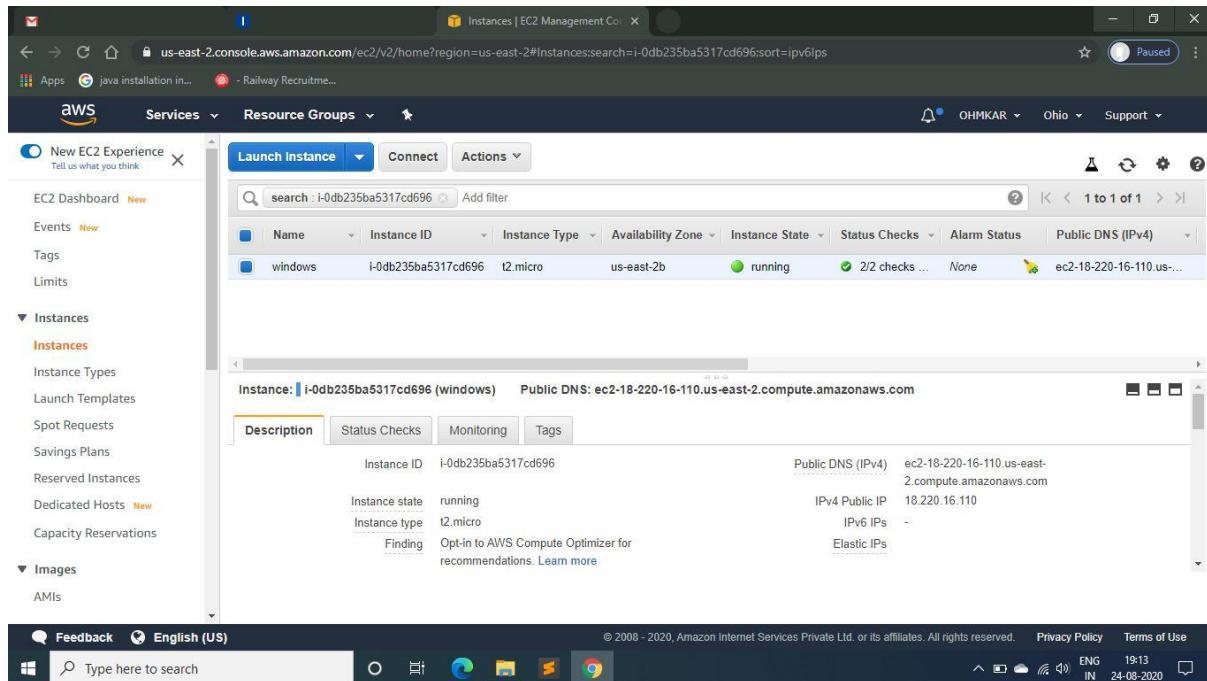 Instances | EC2 Management Co
us-east-2.console.aws.amazon.com/ec2/v2/home?region=us-east-2#Instances:search=i-0db235ba5317cd696;sort=ipv6Ips
Paused
Apps java installation in... - Railway Recruitme...
aws Services Resource Groups OHMKAR Ohio Support
New EC2 Experience
Tell us what you think
Launch Instance Connect Actions
EC2 Dashboard New
Events New
Tags
Limits
Instances
Instances
Instance Types
Launch Templates
Spot Requests
Savings Plans
Reserved Instances
Dedicated Hosts New
Capacity Reservations
Images
AMIs
search : i-0db235ba5317cd696 Add filter 1 to 1 of 1
Name Instance ID Instance Type Availability Zone Instance State Status Checks Alarm Status Public DNS (IPv4)
windows i-0db235ba5317cd696 t2.micro us-east-2b running 2/2 checks ... None ec2-18-220-16-110.us-...
Instance: i-0db235ba5317cd696 (windows) Public DNS: ec2-18-220-16-110.us-east-2.compute.amazonaws.com
Description Status Checks Monitoring Tags
Instance ID i-0db235ba5317cd696
Instance state running
Instance type t2.micro
Finding Opt-in to AWS Compute Optimizer for
recommendations. Learn more
Public DNS (IPv4) ec2-18-220-16-110.us-east-
2.compute.amazonaws.com
IPv4 Public IP 18.220.16.110
IPv6 IPs -
Elastic IPs
Feedback English (US) © 2008 - 2020, Amazon Internet Services Private Ltd. or its affiliates. All rights reserved. Privacy Policy Terms of Use
Type here to search
ENG 19:13
IN 24-08-2020